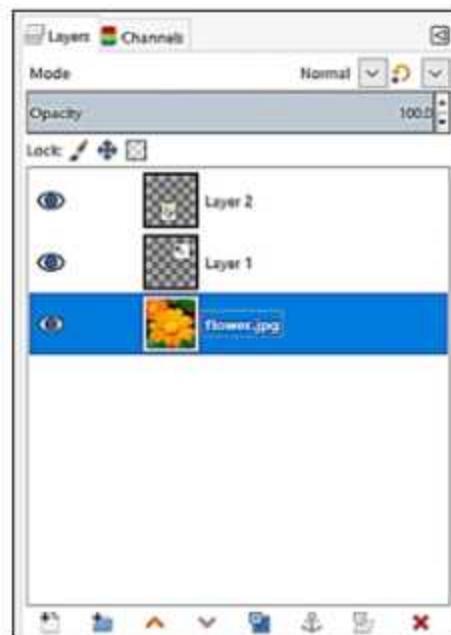 Layers Channels
Mode Normal
Opacity 100.0
Lock:
Layer 2
Layer 1
flower.jpg